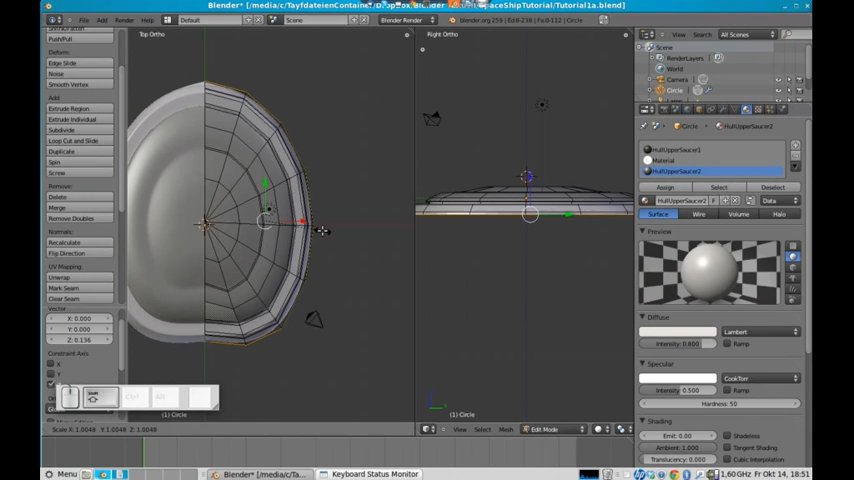 Blender* [/media/c/TayfdateienContain
Dropbox/Blender
SpaceShipTutorial/Tutorial1a.blend]
File Add Render Help
Default
Scene
Blender Render
blender.org 259 | Ed:6-238 | Fa:0-112 | Circle
Shrink/Fatten
Push/Pull
Deform:
Edge Slide
Noise
Smooth Vertex
Add:
Extrude Region
Extrude Individual
Subdivide
Loop Cut and Slide
Duplicate
Spin
Screw
Remove:
Delete
Merge
Remove Doubles
Normals:
Recalculate
Flip Direction
UV Mapping:
Unwrap
Mark Seam
Clear Seam
Vector
X: 0.000
Y: 0.000
Z: 0.136
Constraint Axis
X
Y
Ctrl
Alt
Top Ortho
(1) Circle
Scale X: 1.0048 Y: 1.0048 Z: 1.0048
Right Ortho
(1) Circle
View Select Mesh
Edit Mode
View Search All Scenes
Scene
RenderLayers
World
Camera
Circle
Circle
HullUpperSaucer2
HullUpperSaucer1
Material
HullUpperSaucer2
Assign Select Deselect
HullUpperSaucer2 F Data
Surface Wire Volume Halo
Preview
Diffuse
Lambert
Intensity: 0.800 Ramp
Specular
CookTorr
Intensity: 0.500 Ramp
Hardness: 50
Shading
Emit: 0.00 Shadeless
Ambient: 1.000 Tangent Shading
Translucency: 0.000 Cubic Interpolation
Menu
Blender* [/media/c/Ta...
Keyboard Status Monitor
1,60 GHz Fr Okt 14, 18:51